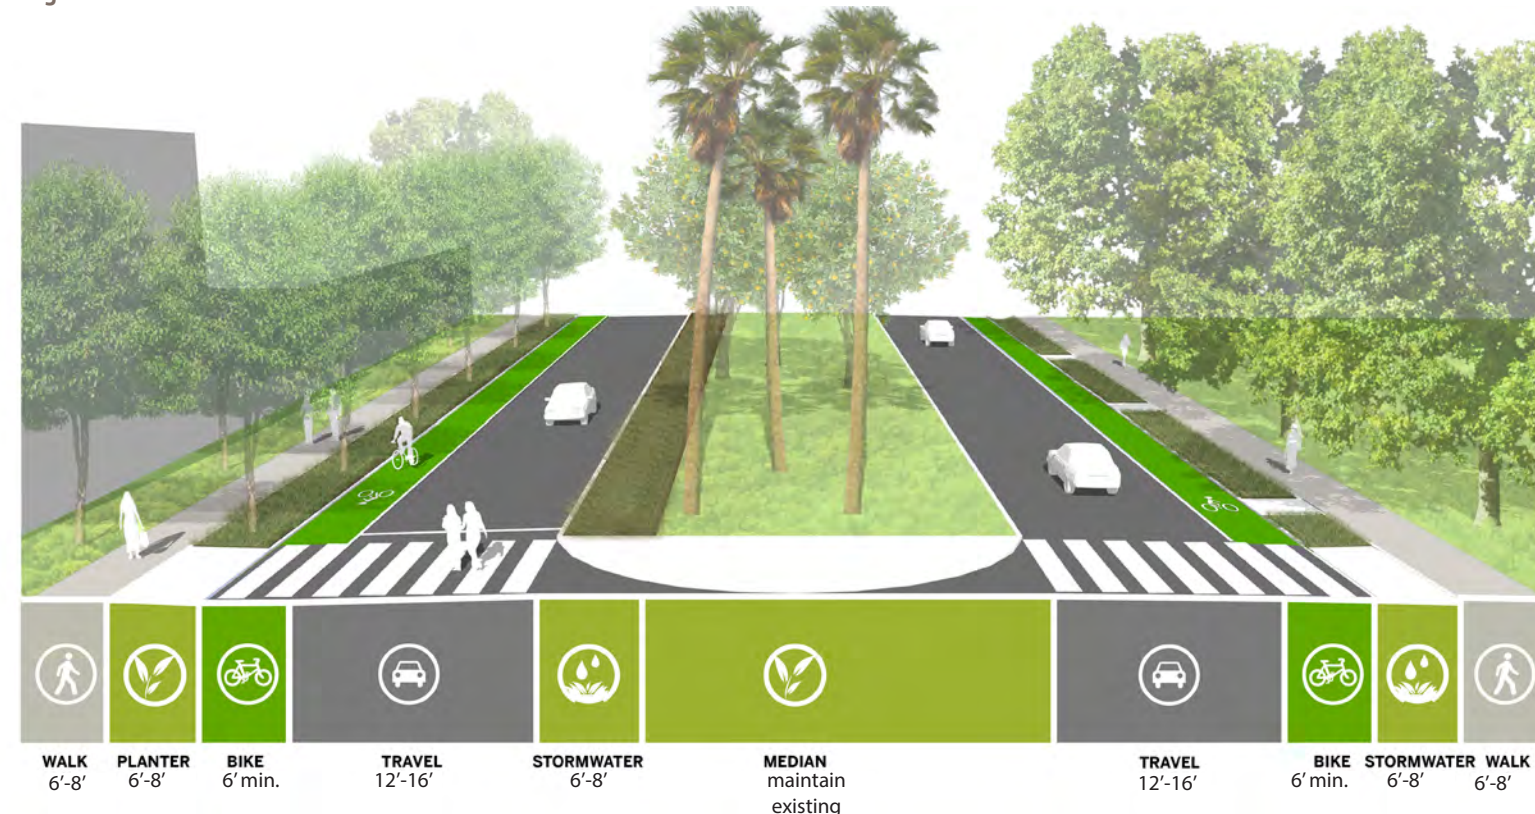 WALK
6'-8'
PLANTER
6'-8'
BIKE
6' min.
TRAVEL
12'-16'
STORMWATER
6'-8'
MEDIAN
maintain
existing
TRAVEL
12'-16'
BIKE
6' min.
STORMWATER
6'-8'
WALK
6'-8'